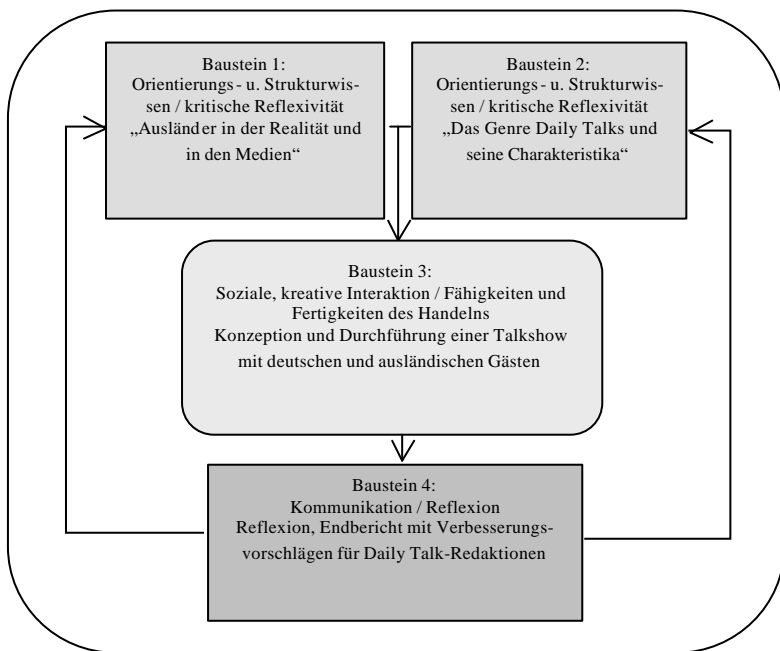 Baustein 1:
Orientierungs- u. Strukturwis-
sen / kritische Reflexivität
„Ausländer in der Realität und
in den Medien“
Baustein 2:
Orientierungs- u. Strukturwis-
sen / kritische Reflexivität
„Das Genre Daily Talks und
seine Charakteristika“
Baustein 3:
Soziale, kreative Interaktion / Fähigkeiten und
Fertigkeiten des Handelns
Konzeption und Durchführung einer Talkshow
mit deutschen und ausländischen Gästen
Baustein 4:
Kommunikation / Reflexion
Reflexion, Endbericht mit Verbesserungs-
vorschlägen für Daily Talk-Redaktionen